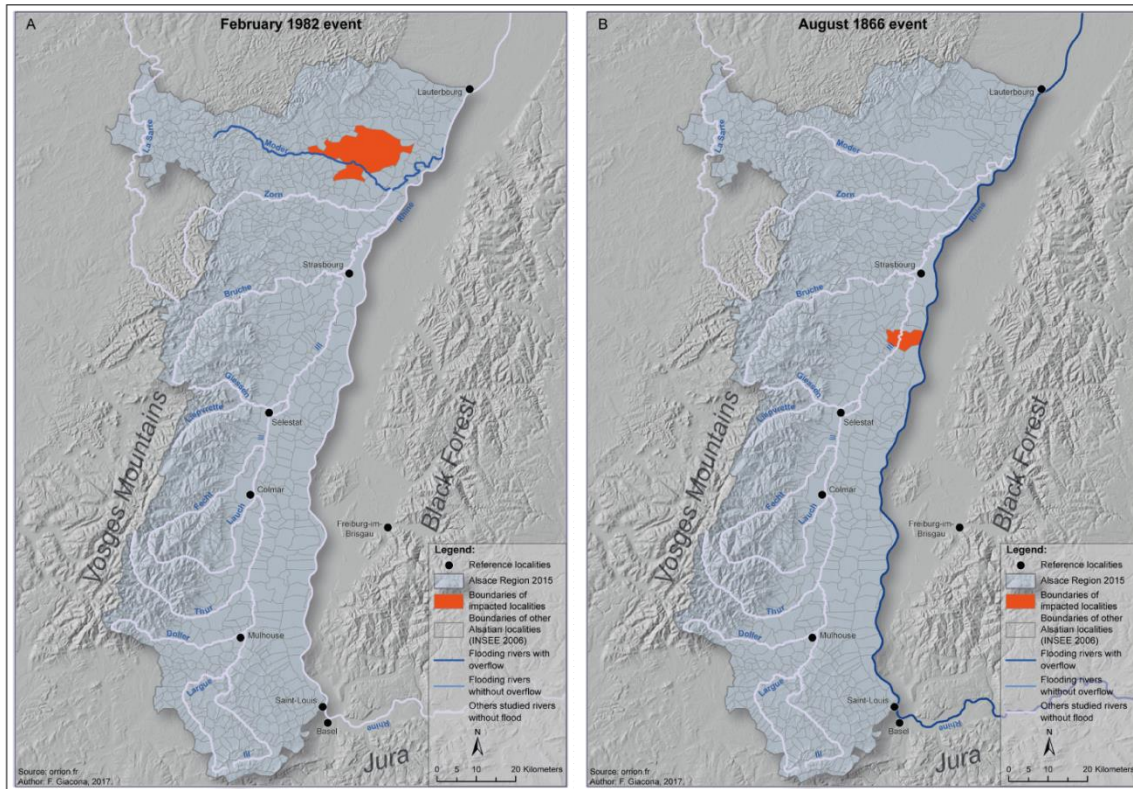 A
February 1982 event
Lauterbourg
La Sarre
Moder
Zorn
Rhine
Strasbourg
Bruche
Ill
Giessen
Liepvrette
Sélestat
Ill
Vosges Mountains
Black Forest
Fecht
Lauch
Colmar
Freiburg-im-
Brisgau
Thur
Doller
Mulhouse
Largue
Saint-Louis
Basel
Rhine
Ill
Jura
Legend:
Reference localities
Alsace Region 2015
Boundaries of
impacted localities
Boundaries of other
Alsatian localities
(INSEE 2006)
Flooding rivers with
overflow
Flooding rivers
whithout overflow
Others studied rivers
without flood
N
0 5 10 20 Kilometers
Source: orrion.fr
Author: F. Giacona, 2017.
B
August 1866 event
Lauterbourg
La Sarre
Moder
Zorn
Rhine
Strasbourg
Bruche
Ill
Giessen
Liepvrette
Sélestat
Ill
Vosges Mountains
Black Forest
Fecht
Lauch
Colmar
Freiburg-im-
Brisgau
Thur
Doller
Mulhouse
Largue
Saint-Louis
Basel
Rhine
Ill
Jura
Legend:
Reference localities
Alsace Region 2015
Boundaries of
impacted localities
Boundaries of other
Alsatian localities
(INSEE 2006)
Flooding rivers with
overflow
Flooding rivers
whithout overflow
Others studied rivers
without flood
N
0 5 10 20 Kilometers
Source: orrion.fr
Author: F. Giacona, 2017.